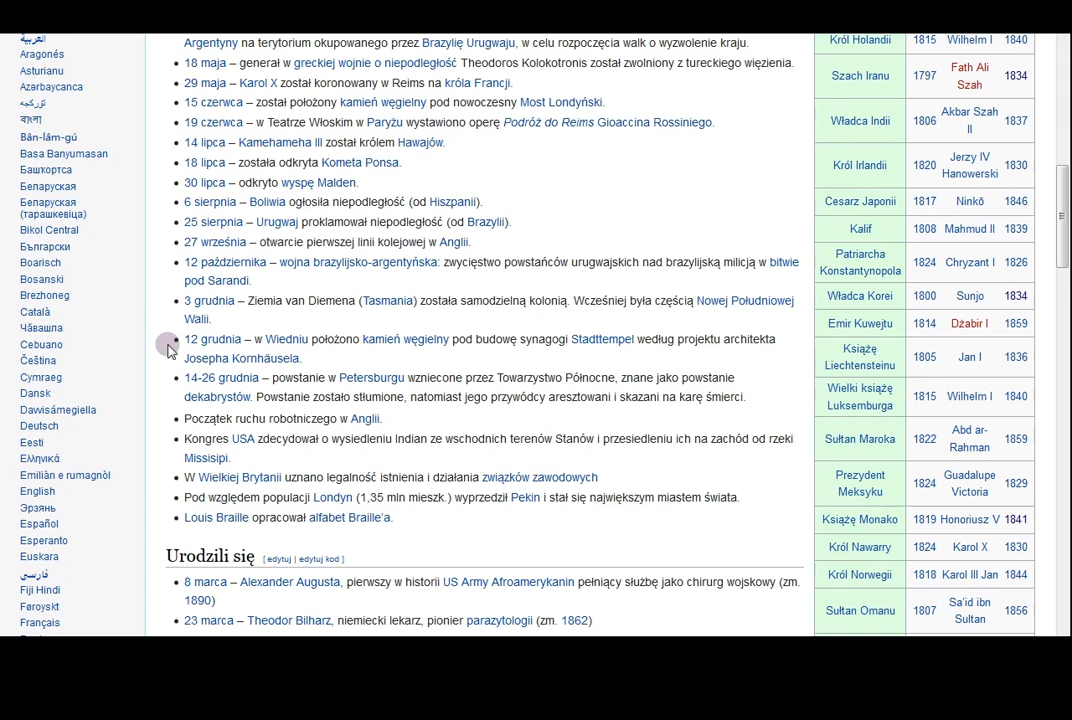 العربية
Aragonés
Asturianu
Azərbaycanca
تۆرکجه
বাংলা
Bân-lâm-gú
Basa Banyumasan
Башҡортса
Беларуская
Беларуская
(тарашкевіца)
Bikol Central
Български
Boarisch
Bosanski
Brezhoneg
Català
Чӑвашла
Cebuano
Čeština
Cymraeg
Dansk
Davvisámegiella
Deutsch
Eesti
Ελληνικά
Emiliàn e rumagnòl
English
Эрзянь
Español
Esperanto
Euskara
فارسی
Fiji Hindi
Føroyskt
Français
Argentyny na terytorium okupowanego przez Brazylię Urugwaju, w celu rozpoczęcia walk o wyzwolenie kraju.
18 maja – generał w greckiej wojnie o niepodległość Theodoros Kolokotronis został zwolniony z tureckiego więzienia.
29 maja – Karol X został koronowany w Reims na króla Francji.
15 czerwca – został położony kamień węgielny pod nowoczesny Most Londyński.
19 czerwca – w Teatrze Włoskim w Paryżu wystawiono operę Podróż do Reims Gioaccina Rossiniego.
14 lipca – Kamehameha III został królem Hawajów.
18 lipca – została odkryta Kometa Ponsa.
30 lipca – odkryto wyspę Malden.
6 sierpnia – Boliwia ogłosiła niepodległość (od Hiszpanii).
25 sierpnia – Urugwaj proklamował niepodległość (od Brazylii).
27 września – otwarcie pierwszej linii kolejowej w Anglii.
12 października – wojna brazylijsko-argentyńska: zwycięstwo powstańców urugwajskich nad brazylijską milicją w bitwie
pod Sarandi.
3 grudnia – Ziemia van Diemena (Tasmania) została samodzielną kolonią. Wcześniej była częścią Nowej Południowej
Walii.
12 grudnia – w Wiedniu położono kamień węgielny pod budowę synagogi Stadttempel według projektu architekta
Josepha Kornhäusela.
14-26 grudnia – powstanie w Petersburgu wzniecone przez Towarzystwo Północne, znane jako powstanie
dekabrystów. Powstanie zostało stłumione, natomiast jego przywódcy aresztowani i skazani na karę śmierci.
Początek ruchu robotniczego w Anglii.
Kongres USA zdecydował o wysiedleniu Indian ze wschodnich terenów Stanów i przesiedleniu ich na zachód od rzeki
Missisipi.
W Wielkiej Brytanii uznano legalność istnienia i działania związków zawodowych
Pod względem populacji Londyn (1,35 mln mieszk.) wyprzedził Pekin i stał się największym miastem świata.
Louis Braille opracował alfabet Braille'a.
Urodzili się [ edytuj | edytuj kod ]
8 marca – Alexander Augusta, pierwszy w historii US Army Afroamerykanin pełniący służbę jako chirurg wojskowy (zm.
1890)
23 marca – Theodor Bilharz, niemiecki lekarz, pionier parazytologii (zm. 1862)
Król Holandii 1815 Wilhelm I 1840
Szach Iranu 1797 Fath Ali Szah 1834
Władca Indii 1806 Akbar Szah II 1837
Król Irlandii 1820 Jerzy IV Hanowerski 1830
Cesarz Japonii 1817 Ninkō 1846
Kalif 1808 Mahmud II 1839
Patriarcha Konstantynopola 1824 Chryzant I 1826
Władca Korei 1800 Sunjo 1834
Emir Kuwejtu 1814 Dżabir I 1859
Książę Liechtensteinu 1805 Jan I 1836
Wielki książę Luksemburga 1815 Wilhelm I 1840
Sułtan Maroka 1822 Abd ar-Rahman 1859
Prezydent Meksyku 1824 Guadalupe Victoria 1829
Książę Monako 1819 Honoriusz V 1841
Król Nawarry 1824 Karol X 1830
Król Norwegii 1818 Karol III Jan 1844
Sułtan Omanu 1807 Sa'id ibn Sultan 1856